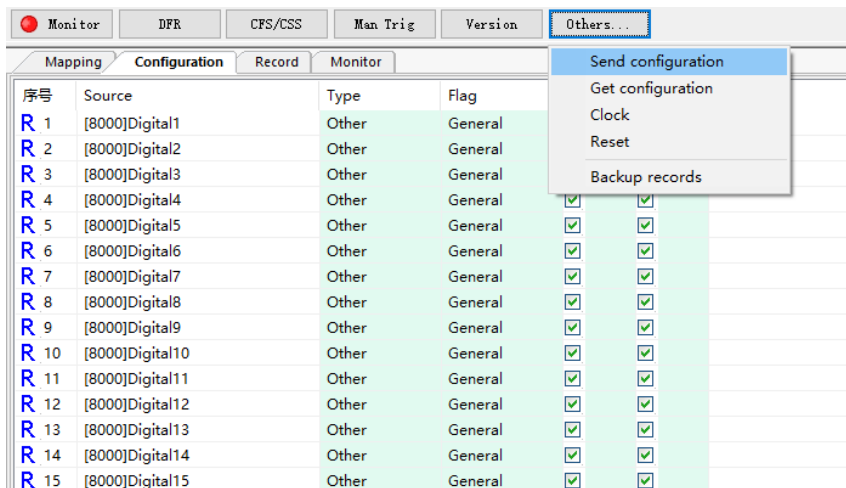 Monitor DFR CFS/CSS Man Trig Version Others...
Mapping Configuration Record Monitor
Send configuration
Get configuration
Clock
Reset
Backup records
序号 Source Type Flag
R 1 [8000]Digital1 Other General
R 2 [8000]Digital2 Other General
R 3 [8000]Digital3 Other General
R 4 [8000]Digital4 Other General
R 5 [8000]Digital5 Other General
R 6 [8000]Digital6 Other General
R 7 [8000]Digital7 Other General
R 8 [8000]Digital8 Other General
R 9 [8000]Digital9 Other General
R 10 [8000]Digital10 Other General
R 11 [8000]Digital11 Other General
R 12 [8000]Digital12 Other General
R 13 [8000]Digital13 Other General
R 14 [8000]Digital14 Other General
R 15 [8000]Digital15 Other General